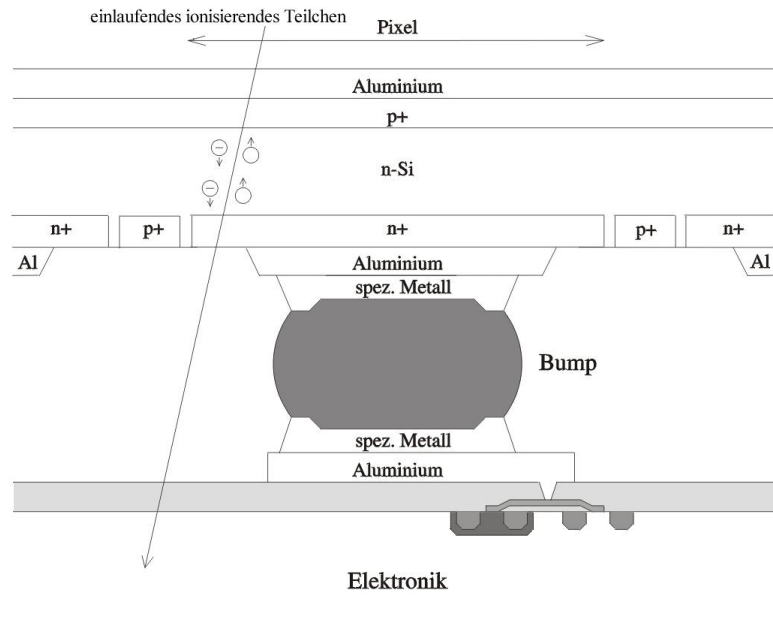 einlaufendes ionisierendes Teilchen
Pixel
Aluminium
p+
n-Si
n+ p+ n+ p+ n+
Al Aluminium Al
spez. Metall
Bump
spez. Metall
Aluminium
Elektronik